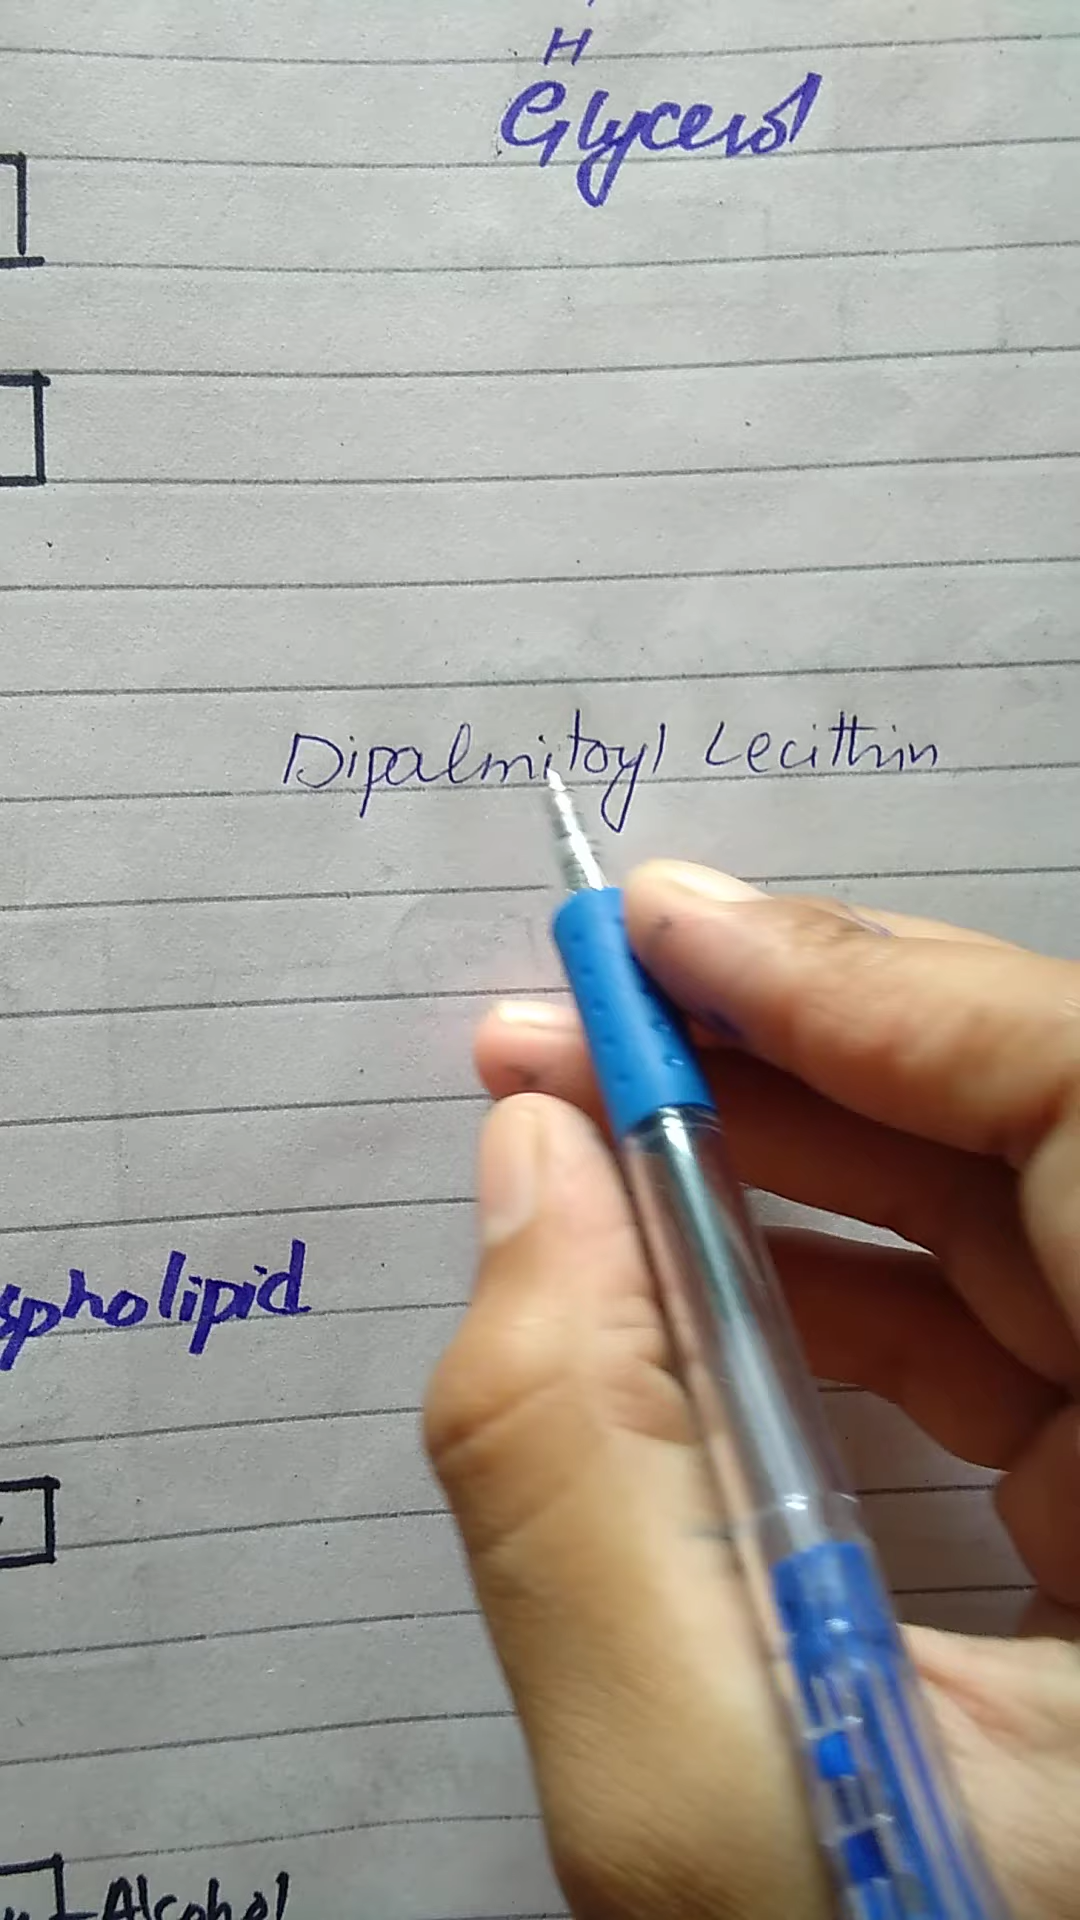 H
Glycerol
Dipalmitoyl Lecithin
spholipid
Alcohol